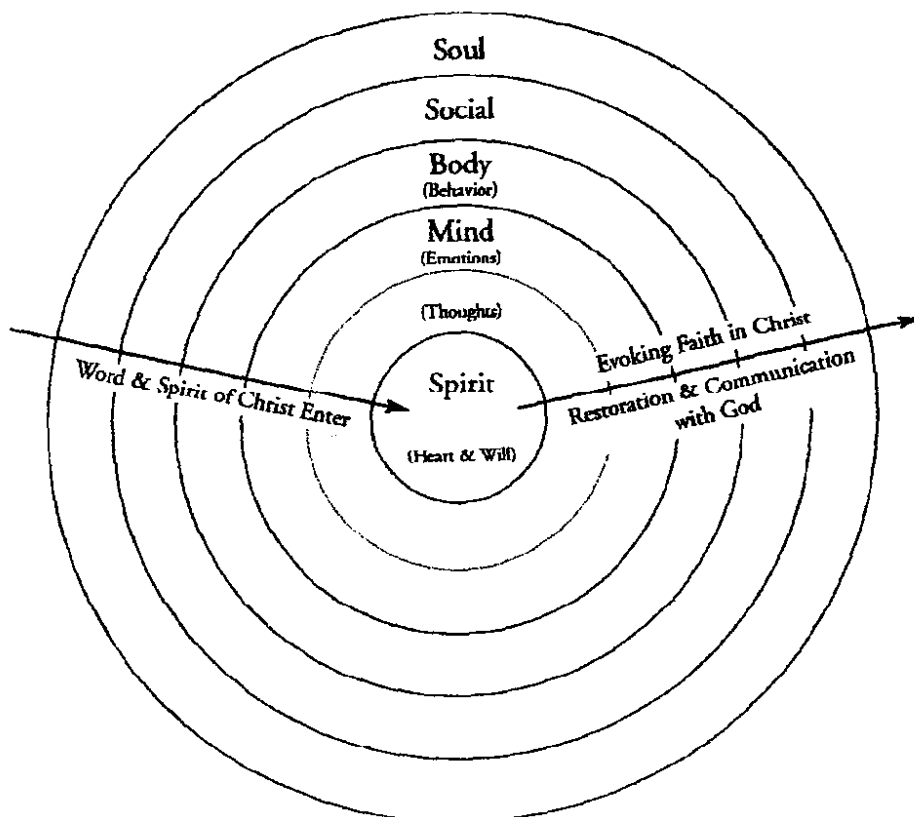 Soul
Social
Body
(Behavior)
Mind
(Emotions)
(Thoughts)
Spirit
(Heart & Will)
Word & Spirit of Christ Enter
Evoking Faith in Christ
Restoration & Communication
with God